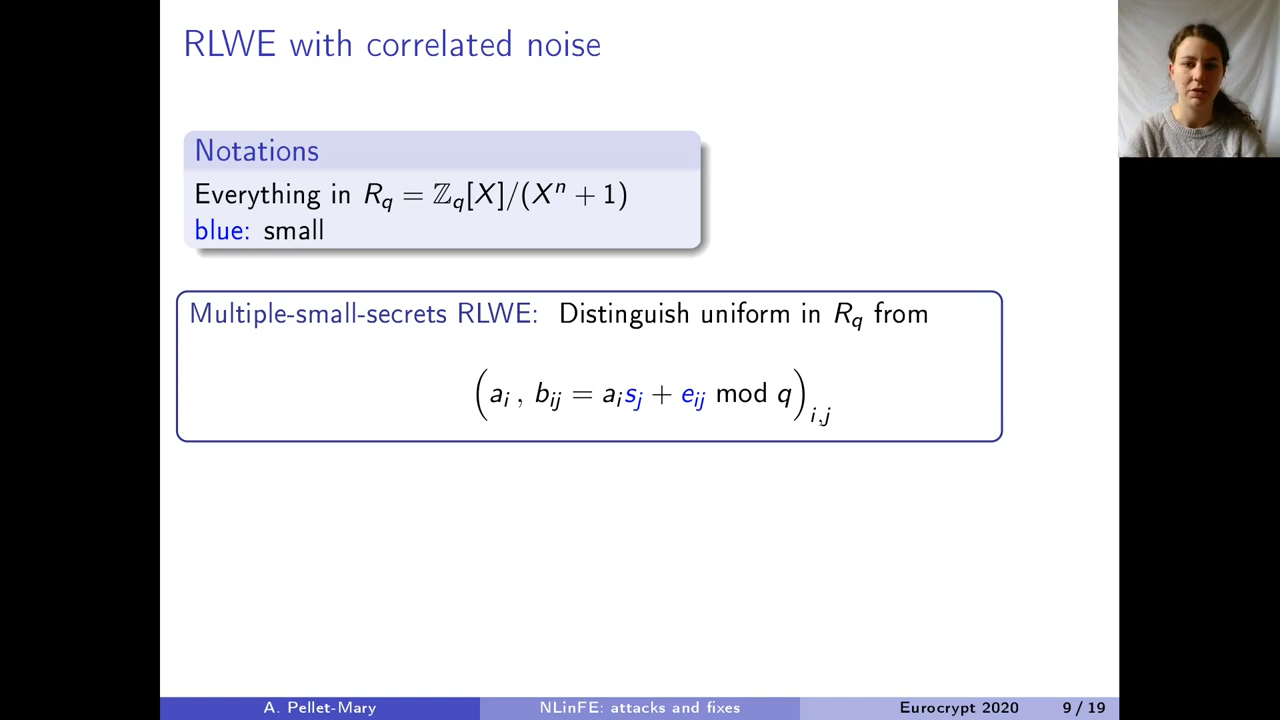 RLWE with correlated noise
Notations
Everything in R_q = ℤ_q[X]/(X^n + 1)
blue: small
Multiple-small-secrets RLWE: Distinguish uniform in R_q from
(a_i , b_ij = a_i s_j + e_ij mod q)_i,j
A. Pellet-Mary NLinFE: attacks and fixes Eurocrypt 2020 9 / 19